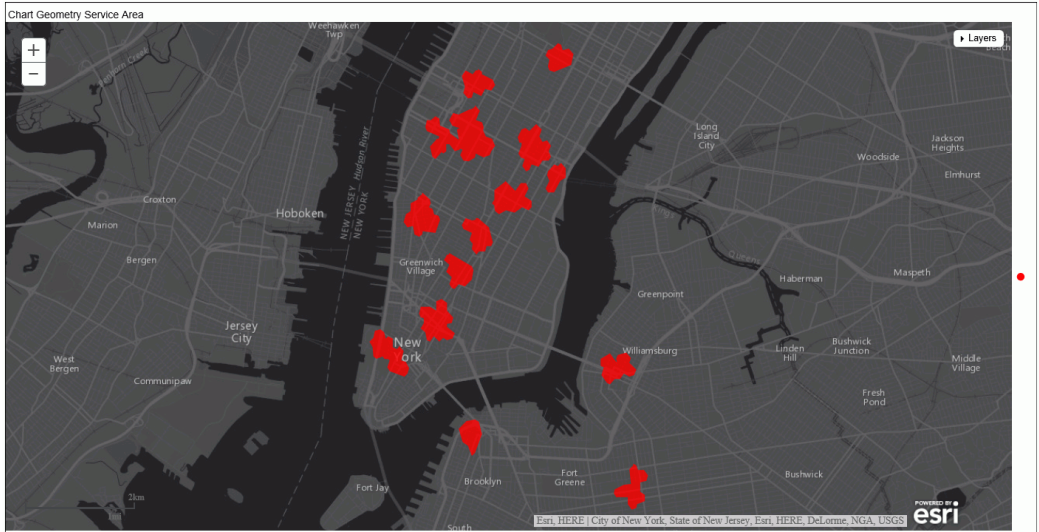 Chart Geometry Service Area
Weehawken
Twp
+
−
Layers
Beach
Long
Island
City
Jackson
Heights
Woodside
Elmhurst
Hudson River
NEW JERSEY
NEW YORK
Croxton
Hoboken
Marion
Bergen
Greenwich
Village
Queens
Haberman
Maspeth
Greenpoint
Jersey
City
New
York
Williamsburg
Linden
Hill
Bushwick
Junction
Middle
Village
West
Bergen
Communipaw
Fresh
Pond
Fort Jay
Brooklyn
Fort
Greene
Bushwick
2km
South
Esri, HERE | City of New York, State of New Jersey, Esri, HERE, DeLorme, NGA, USGS
POWERED BY
esri